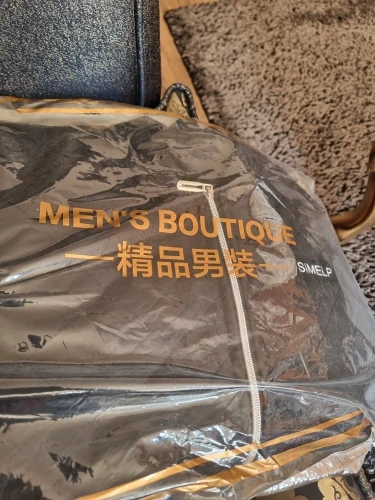 MEN'S BOUTIQUE
—精品男装— SIMELP